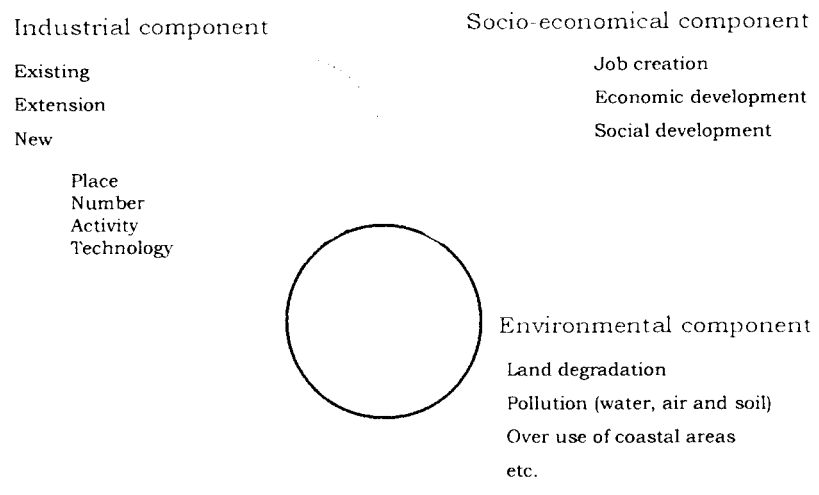 Industrial component
Existing
Extension
New
Place
Number
Activity
Technology
Socio-economical component
Job creation
Economic development
Social development
Environmental component
Land degradation
Pollution (water, air and soil)
Over use of coastal areas
etc.